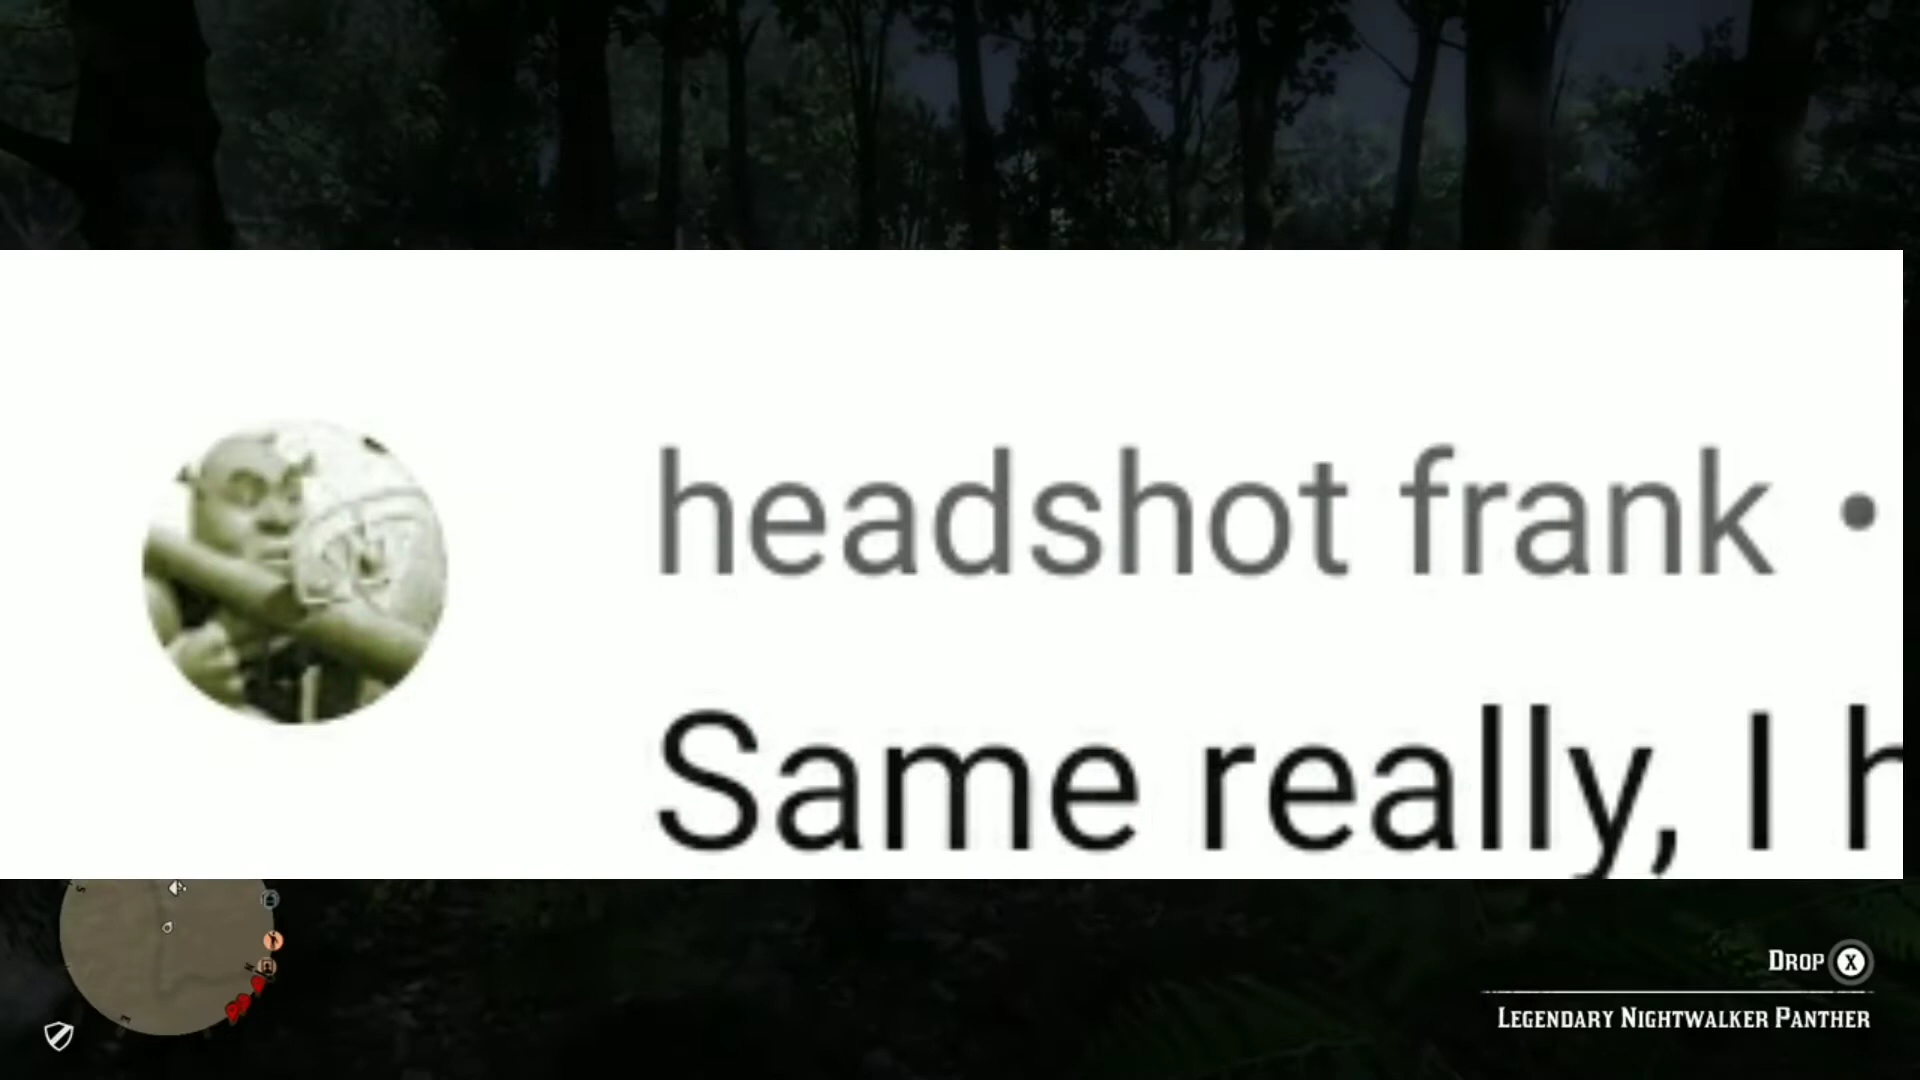 headshot frank •
Same really, I h
DROP X
LEGENDARY NIGHTWALKER PANTHER